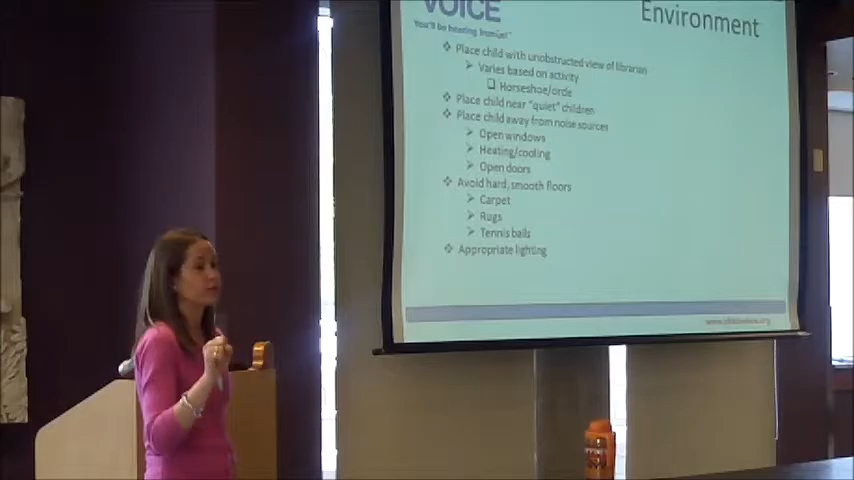 VOICE
You'll be hearing from us!™
Environment
Place child with unobstructed view of librarian
Varies based on activity
Horseshoe/circle
Place child near "quiet" children
Place child away from noise sources
Open windows
Heating/cooling
Open doors
Avoid hard, smooth floors
Carpet
Rugs
Tennis balls
Appropriate lighting